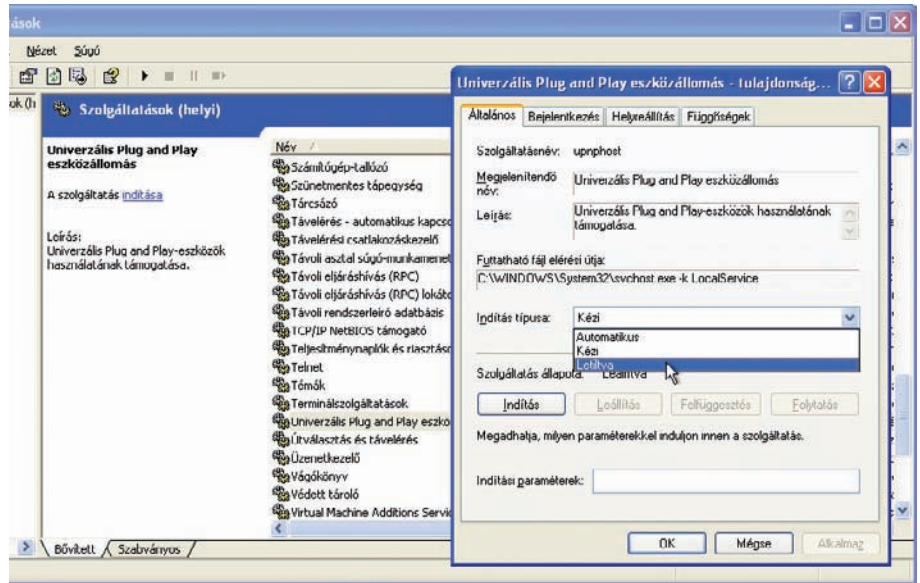 ások
Nézet Súgó
ok (h
Szolgáltatások (helyi)
Univerzális Plug and Play
eszközállomás
A szolgáltatás indítása
Leírás:
Univerzális Plug and Play-eszközök
használatának támogatása.
Név
Számítógép-tallózó
Szünetmentes tápegység
Tárcsázó
Távelérés - automatikus kapcso
Távelérési csatlakozáskezelő
Távoli asztal súgó-munkamenet
Távoli eljáráshívás (RPC)
Távoli eljáráshívás (RPC) lokáto
Távoli rendszerleíró adatbázis
TCP/IP NetBIOS támogató
Teljesítménynaplók és riasztáso
Telnet
Témák
Terminálszolgáltatások
Univerzális Plug and Play eszkö
Útválasztás és távelérés
Üzenetkezelő
Vágókönyv
Védett tároló
Virtual Machine Additions Servic
Bővített Szabványos
Univerzális Plug and Play eszközállomás - tulajdonság...
Általános Bejelentkezés Helyreállítás Függőségek
Szolgáltatásnév: upnphost
Megjelenítendő
név:
Univerzális Plug and Play eszközállomás
Leírás:
Univerzális Plug and Play-eszközök használatának
támogatása.
Futtatható fájl elérési útja:
C:\WINDOWS\System32\svchost.exe -k LocalService
Indítás típusa: Kézi
Automatikus
Kézi
Letiltva
Szolgáltatás állapota: Leállítva
Indítás Leállítás Felfüggesztés Folytatás
Megadhatja, milyen paraméterekkel induljon innen a szolgáltatás.
Indítási paraméterek:
OK Mégse Alkalmaz